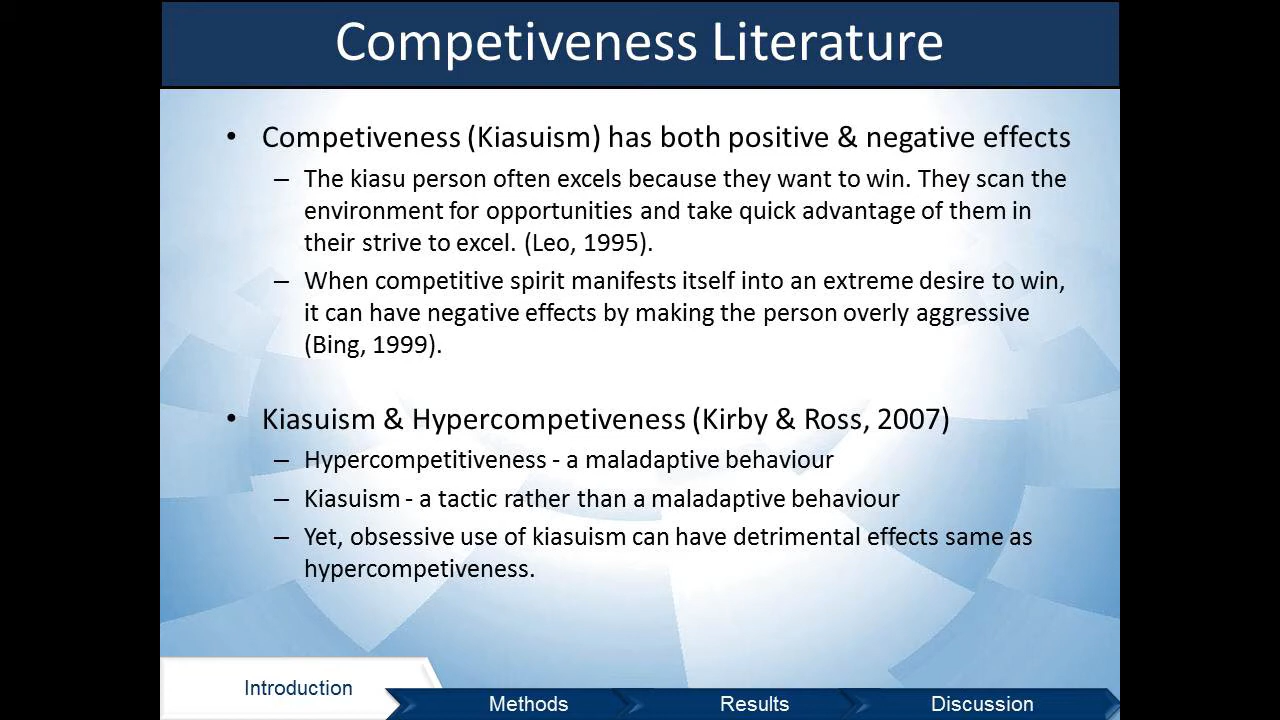 Competiveness Literature
• Competiveness (Kiasuism) has both positive & negative effects
– The kiasu person often excels because they want to win. They scan the
environment for opportunities and take quick advantage of them in
their strive to excel. (Leo, 1995).
– When competitive spirit manifests itself into an extreme desire to win,
it can have negative effects by making the person overly aggressive
(Bing, 1999).
• Kiasuism & Hypercompetiveness (Kirby & Ross, 2007)
– Hypercompetitiveness - a maladaptive behaviour
– Kiasuism - a tactic rather than a maladaptive behaviour
– Yet, obsessive use of kiasuism can have detrimental effects same as
hypercompetiveness.
Introduction
Methods
Results
Discussion